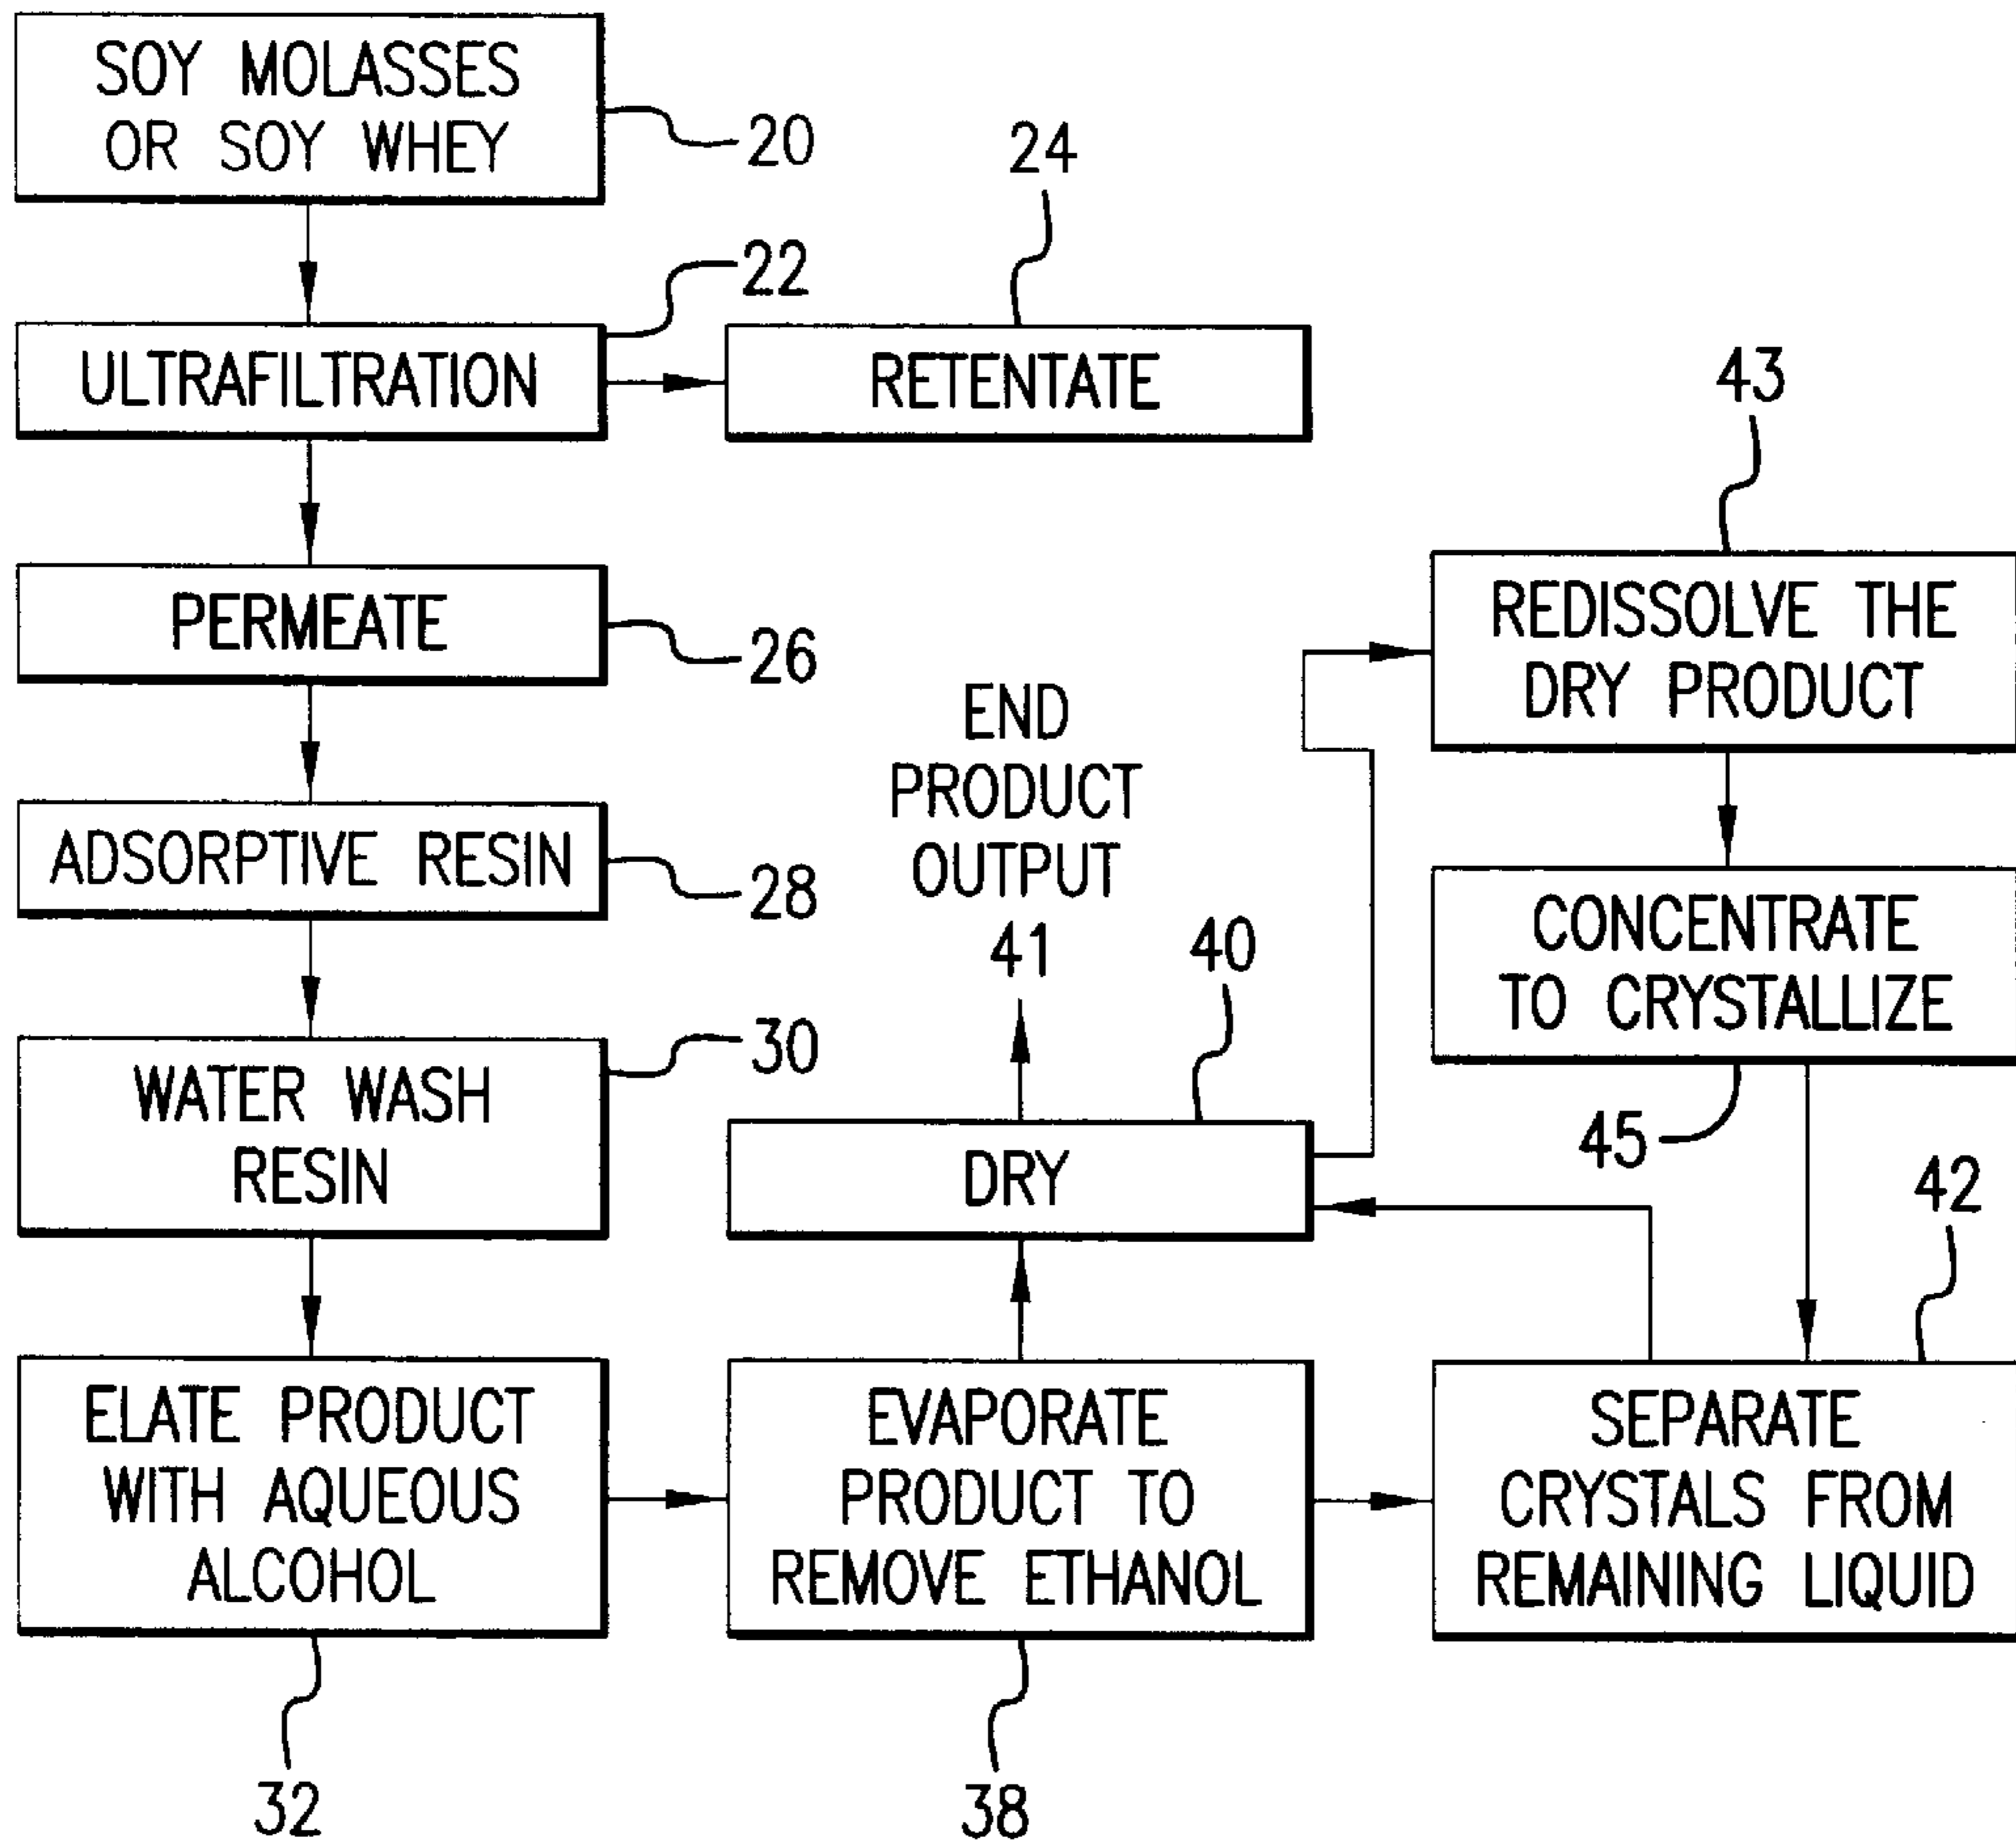 SOY MOLASSES
OR SOY WHEY
20
24
22
ULTRAFILTRATION
RETENTATE
43
PERMEATE
26
REDISSOLVE THE
DRY PRODUCT
END
PRODUCT
OUTPUT
41
40
ADSORPTIVE RESIN
28
CONCENTRATE
TO CRYSTALLIZE
45
WATER WASH
RESIN
30
DRY
42
ELATE PRODUCT
WITH AQUEOUS
ALCOHOL
32
EVAPORATE
PRODUCT TO
REMOVE ETHANOL
38
SEPARATE
CRYSTALS FROM
REMAINING LIQUID